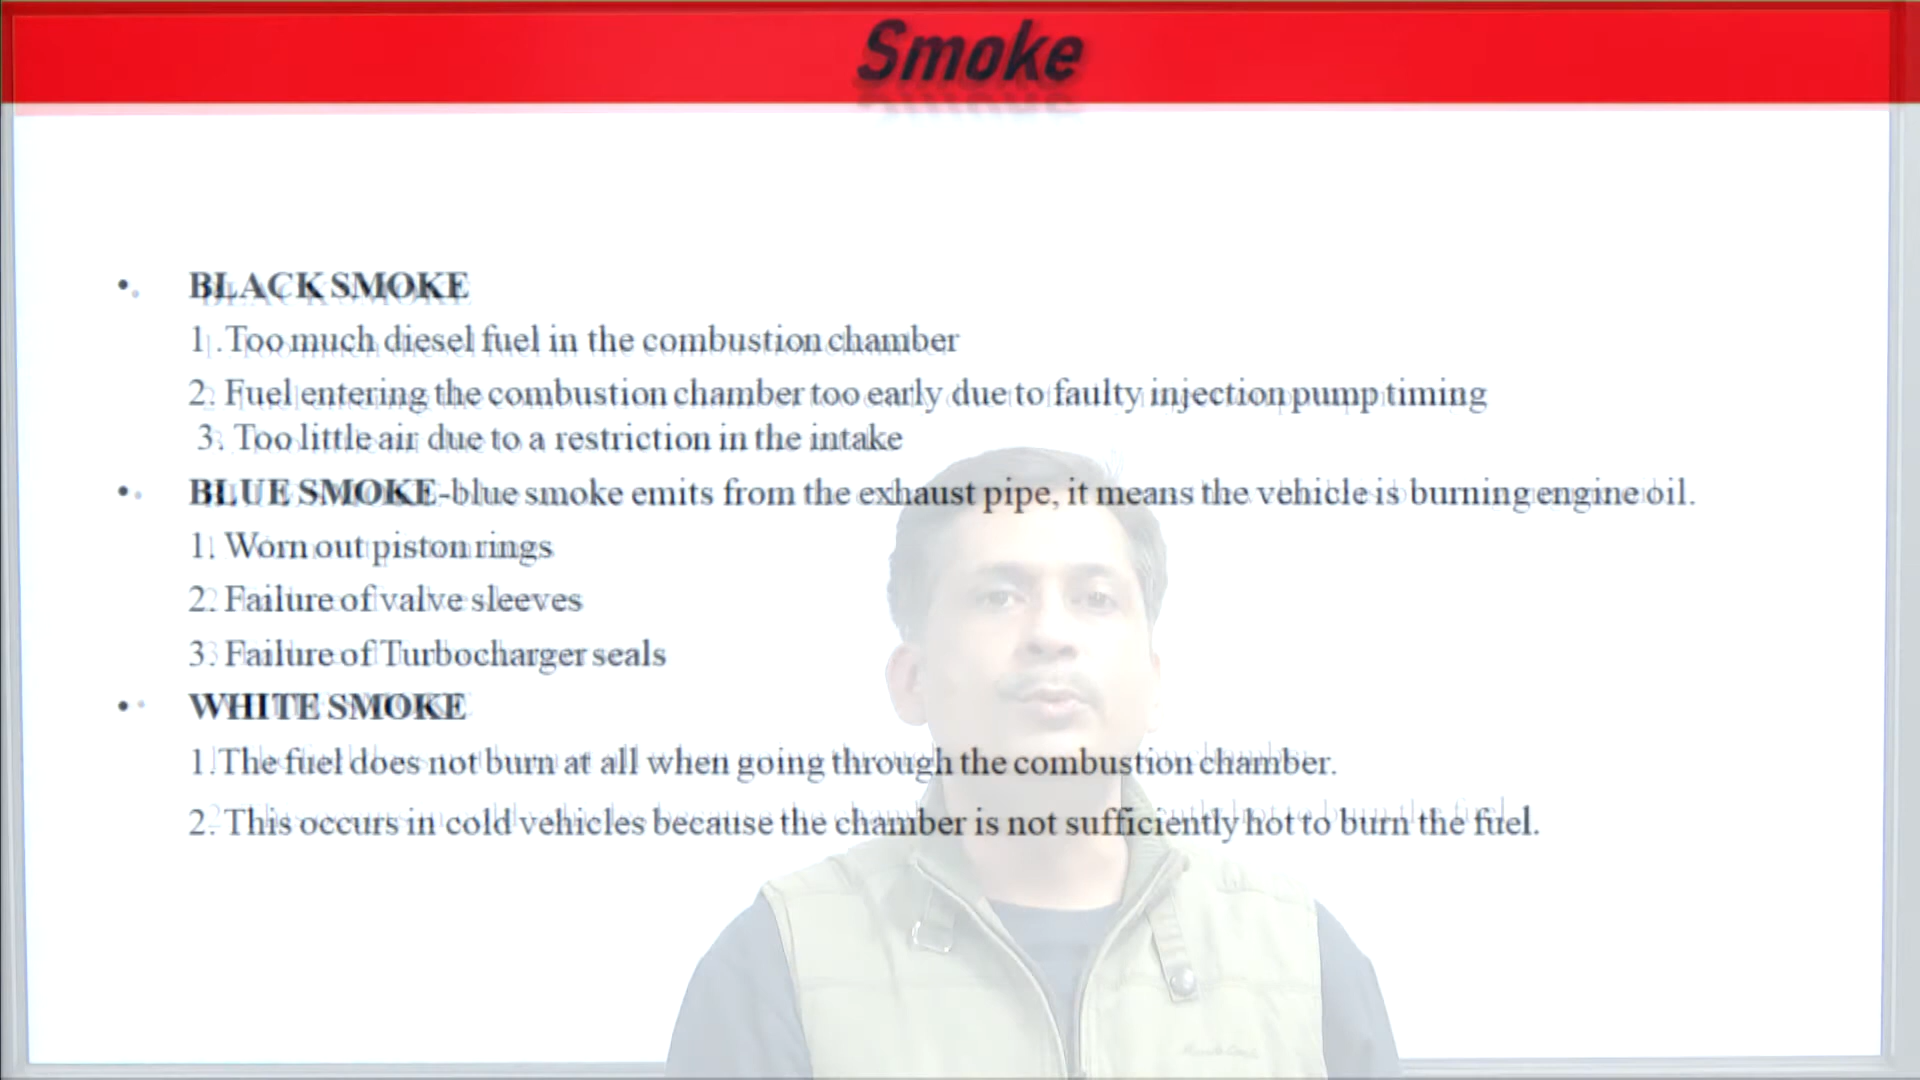 Smoke
• BLACK SMOKE
1. Too much diesel fuel in the combustion chamber
2. Fuel entering the combustion chamber too early due to faulty injection pump timing
3. Too little air due to a restriction in the intake
• BLUE SMOKE-blue smoke emits from the exhaust pipe, it means the vehicle is burning engine oil.
1. Worn out piston rings
2. Failure of valve sleeves
3. Failure of Turbocharger seals
• WHITE SMOKE
1.The fuel does not burn at all when going through the combustion chamber.
2. This occurs in cold vehicles because the chamber is not sufficiently hot to burn the fuel.